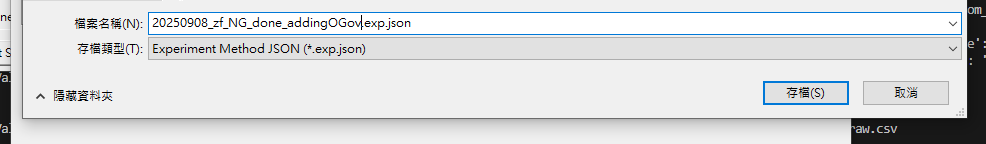 檔案名稱(N): 20250908_zf_NG_done_addingOGov.exp.json
存檔類型(T): Experiment Method JSON (*.exp.json)
隱藏資料夾
存檔(S) 取消
raw.csv